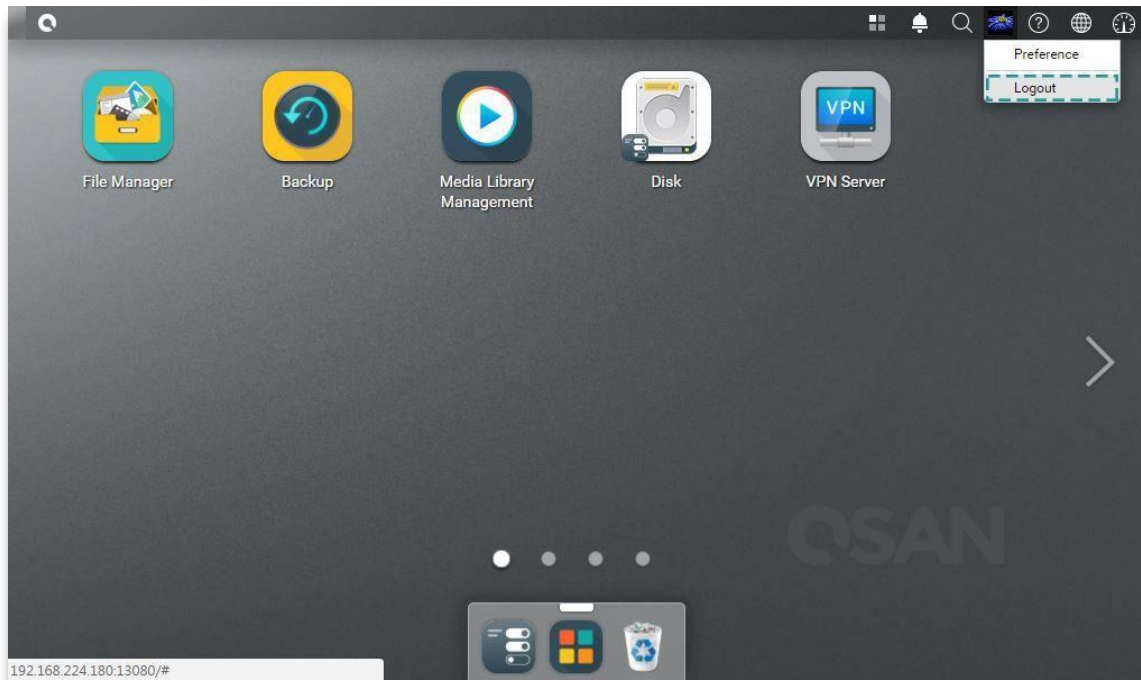 Preference
Logout
VPN
File Manager
Backup
Media Library
Management
Disk
VPN Server
QSAN
192.168.224.180:13080/#